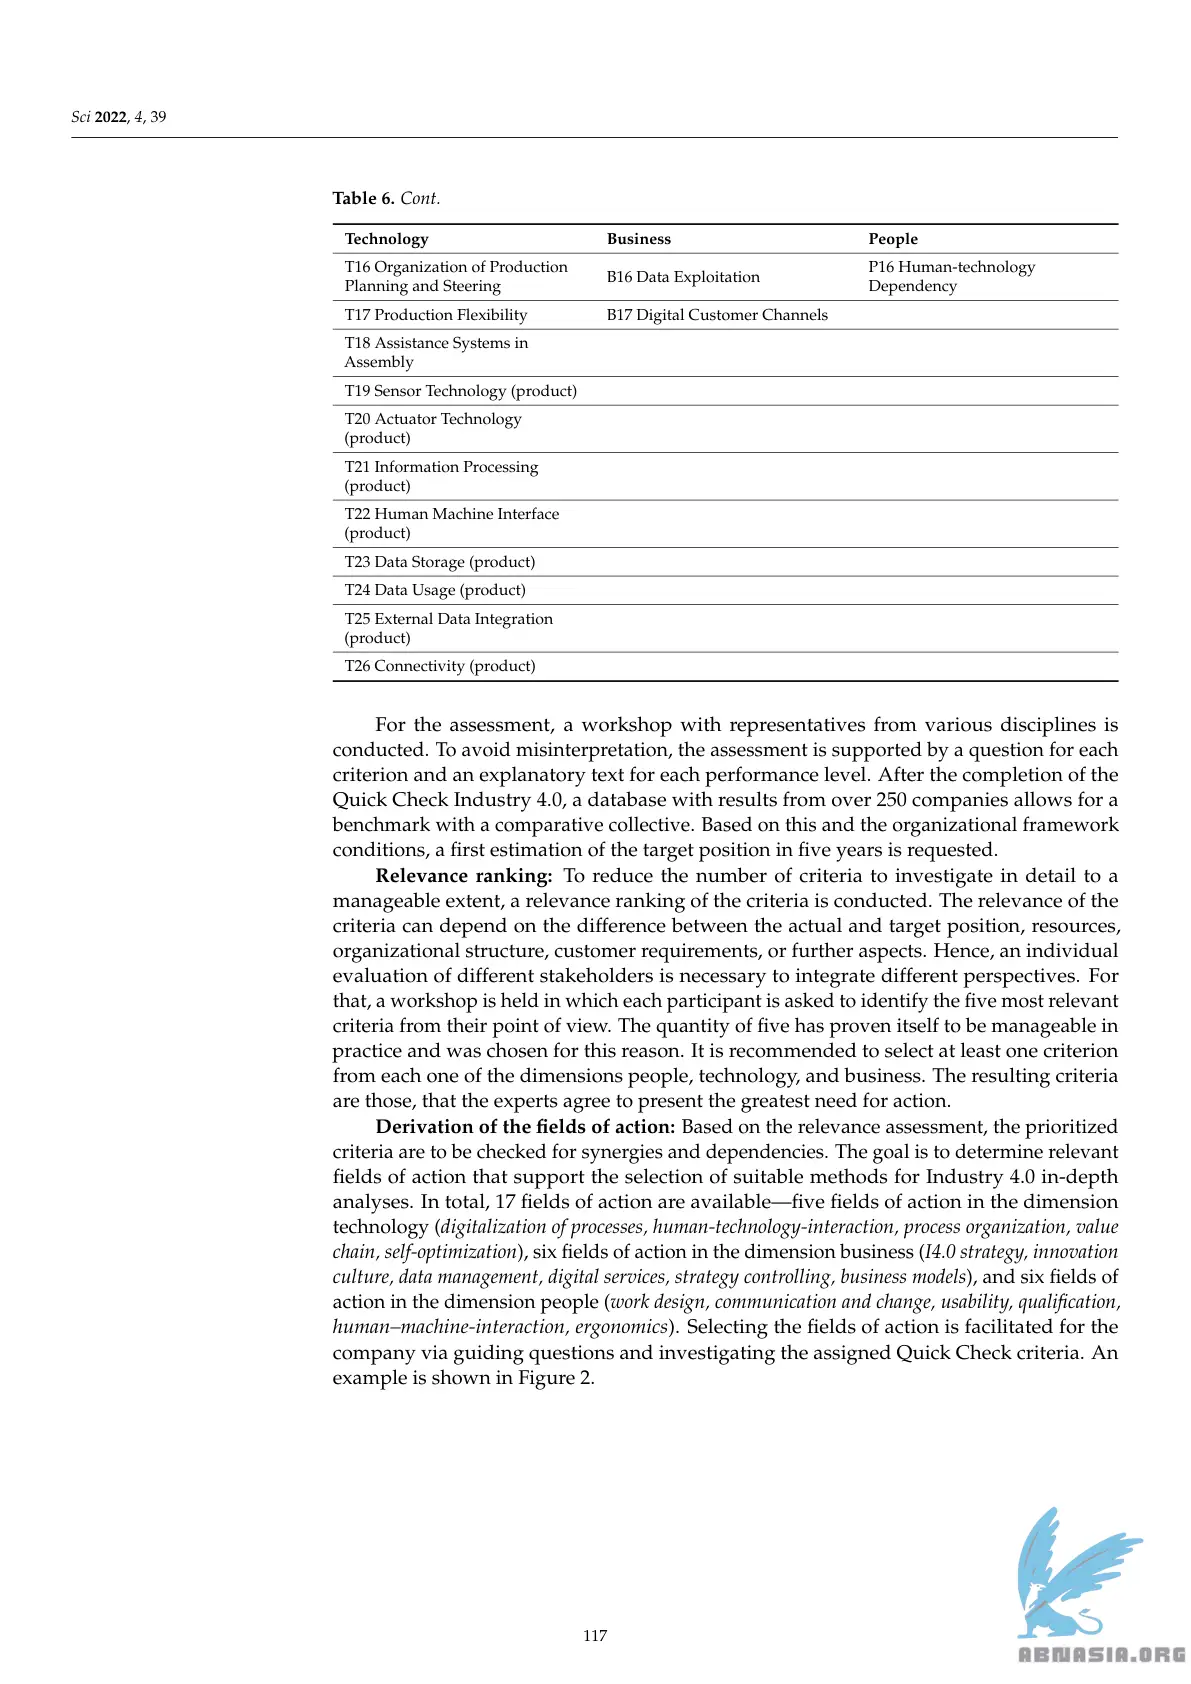 Sci 2022, 4, 39
Table 6. Cont.
Technology Business People
T16 Organization of Production
Planning and Steering
B16 Data Exploitation
P16 Human-technology
Dependency
T17 Production Flexibility B17 Digital Customer Channels
T18 Assistance Systems in
Assembly
T19 Sensor Technology (product)
T20 Actuator Technology
(product)
T21 Information Processing
(product)
T22 Human Machine Interface
(product)
T23 Data Storage (product)
T24 Data Usage (product)
T25 External Data Integration
(product)
T26 Connectivity (product)
For the assessment, a workshop with representatives from various disciplines is
conducted. To avoid misinterpretation, the assessment is supported by a question for each
criterion and an explanatory text for each performance level. After the completion of the
Quick Check Industry 4.0, a database with results from over 250 companies allows for a
benchmark with a comparative collective. Based on this and the organizational framework
conditions, a first estimation of the target position in five years is requested.
Relevance ranking: To reduce the number of criteria to investigate in detail to a
manageable extent, a relevance ranking of the criteria is conducted. The relevance of the
criteria can depend on the difference between the actual and target position, resources,
organizational structure, customer requirements, or further aspects. Hence, an individual
evaluation of different stakeholders is necessary to integrate different perspectives. For
that, a workshop is held in which each participant is asked to identify the five most relevant
criteria from their point of view. The quantity of five has proven itself to be manageable in
practice and was chosen for this reason. It is recommended to select at least one criterion
from each one of the dimensions people, technology, and business. The resulting criteria
are those, that the experts agree to present the greatest need for action.
Derivation of the fields of action: Based on the relevance assessment, the prioritized
criteria are to be checked for synergies and dependencies. The goal is to determine relevant
fields of action that support the selection of suitable methods for Industry 4.0 in-depth
analyses. In total, 17 fields of action are available—five fields of action in the dimension
technology (digitalization of processes, human-technology-interaction, process organization, value
chain, self-optimization), six fields of action in the dimension business (I4.0 strategy, innovation
culture, data management, digital services, strategy controlling, business models), and six fields of
action in the dimension people (work design, communication and change, usability, qualification,
human–machine-interaction, ergonomics). Selecting the fields of action is facilitated for the
company via guiding questions and investigating the assigned Quick Check criteria. An
example is shown in Figure 2.
117
ABNASIA.ORG